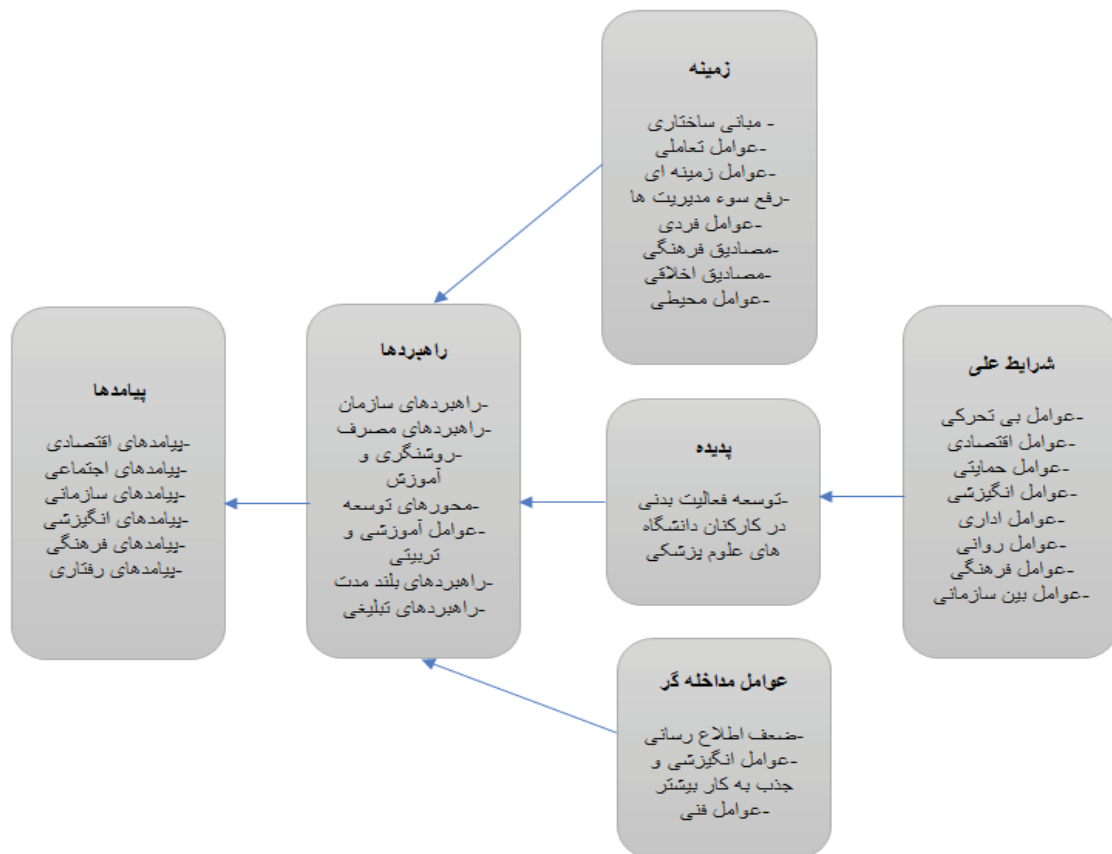 زمینه
- مبانی ساختاری
-عوامل تعاملی
-عوامل زمینه ای
-رفع سوء مدیریت ها
-عوامل فردی
-مصادیق فرهنگی
-مصادیق اخلاقی
-عوامل محیطی
شرایط علی
-عوامل بی تحرکی
-عوامل اقتصادی
-عوامل حمایتی
-عوامل انگیزشی
-عوامل اداری
-عوامل روانی
-عوامل فرهنگی
-عوامل بین سازمانی
پدیده
-توسعه فعالیت بدنی
در کارکنان دانشگاه
های علوم پزشکی
راهبردها
-راهبردهای سازمان
-راهبردهای مصرف
-روشنگری و
آموزش
-محورهای توسعه
-عوامل آموزشی و
تربیتی
-راهبردهای بلند مدت
-راهبردهای تبلیغی
پیامدها
-پیامدهای اقتصادی
-پیامدهای اجتماعی
-پیامدهای سازمانی
-پیامدهای انگیزشی
-پیامدهای فرهنگی
-پیامدهای رفتاری
عوامل مداخله گر
-ضعف اطلاع رسانی
-عوامل انگیزشی و
جذب به کار بیشتر
-عوامل فنی